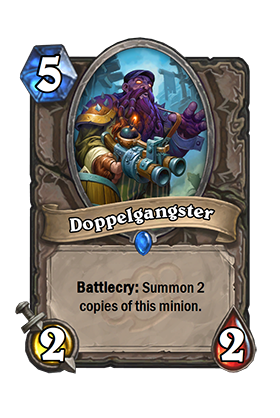 5
Doppelgangster
Battlecry: Summon 2
copies of this minion.
2
2